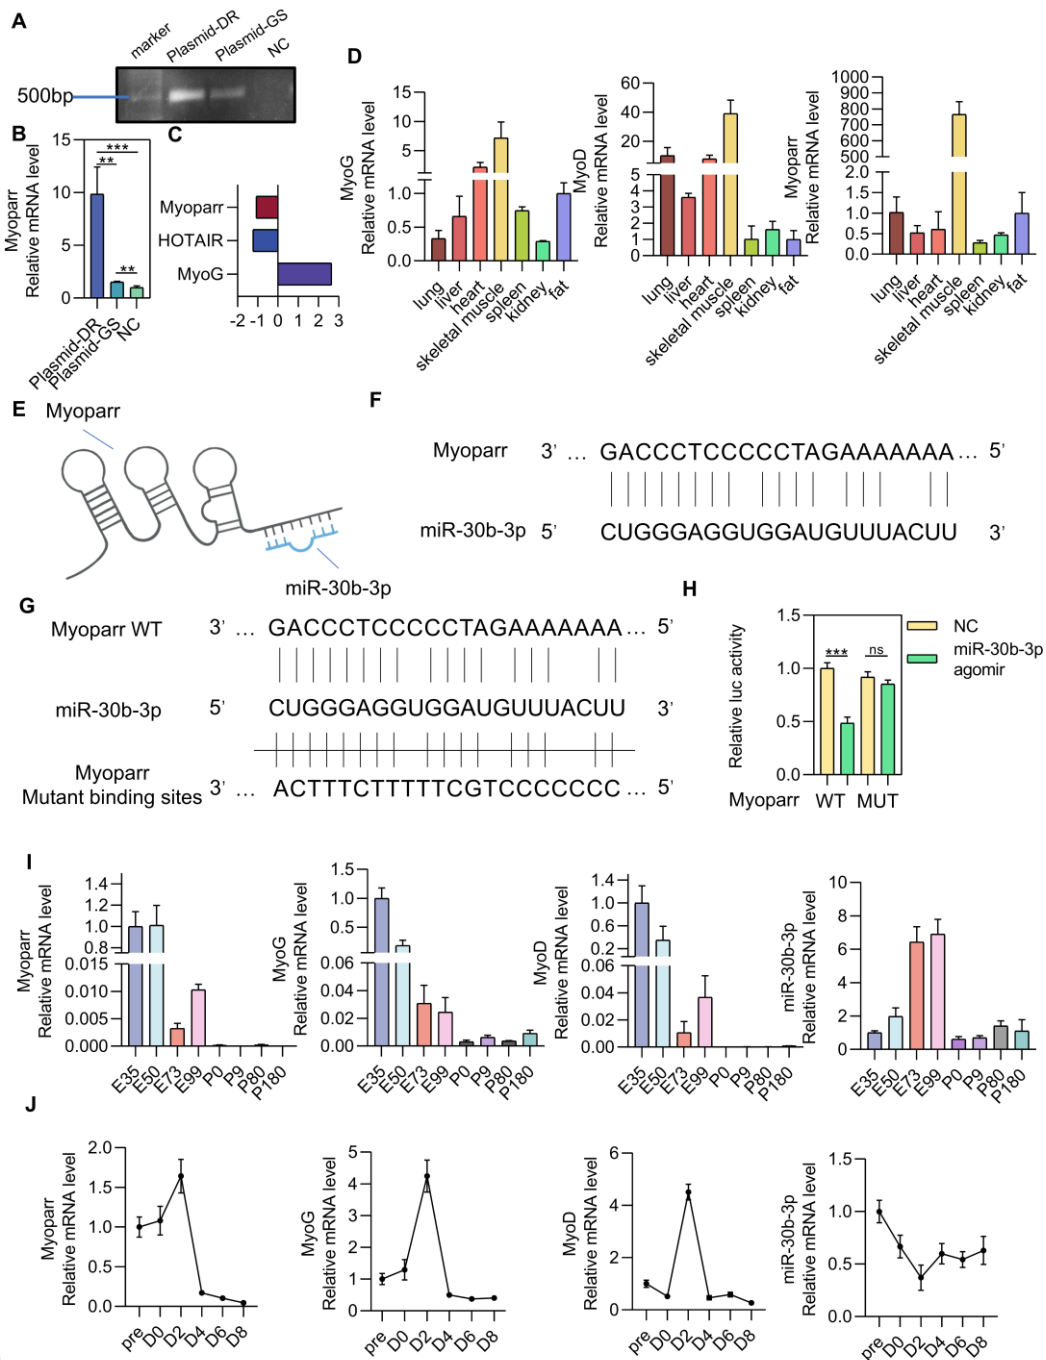 A
marker
Plasmid-DR
Plasmid-GS
NC
500bp
B
Myoparr
Relative mRNA level
15
10
5
0
***
**
**
Plasmid-DR
Plasmid-GS
NC
C
Myoparr
HOTAIR
MyoG
-2 -1 0 1 2 3
D
MyoG
Relative mRNA level
15
10
5
1.0
0.5
0.0
lung
liver
heart
skeletal muscle
spleen
kidney
fat
MyoD
Relative mRNA level
60
40
20
5
4
3
2
1
0
lung
liver
heart
skeletal muscle
spleen
kidney
fat
Myoparr
Relative mRNA level
1000
900
800
700
600
500
2.0
1.5
1.0
0.5
0.0
lung
liver
heart
skeletal muscle
spleen
kidney
fat
E
Myoparr
miR-30b-3p
F
Myoparr 3’ ... GACCCTCCCCCTAGAAAAAAA ... 5’
miR-30b-3p 5’ CUGGGAGGUGGAUGUUUACUU 3’
G
Myoparr WT 3’ ... GACCCTCCCCCTAGAAAAAAA ... 5’
miR-30b-3p 5’ CUGGGAGGUGGAUGUUUACUU 3’
Myoparr
Mutant binding sites 3’ ... ACTTTCTTTTTCGTCCCCCCC ... 5’
H
Relative luc activity
1.5
1.0
0.5
0.0
***
ns
NC
miR-30b-3p
agomir
Myoparr WT MUT
I
Myoparr
Relative mRNA level
1.4
1.2
1.0
0.8
0.015
0.010
0.005
0.000
E35
E50
E73
E99
P0
P9
P80
P180
MyoG
Relative mRNA level
1.5
1.0
0.5
0.06
0.04
0.02
0.00
E35
E50
E73
E99
P0
P9
P80
P180
MyoD
Relative mRNA level
1.4
1.0
0.6
0.2
0.06
0.04
0.02
0.00
E35
E50
E73
E99
P0
P9
P80
P180
miR-30b-3p
Relative mRNA level
10
8
6
4
2
0
E35
E50
E73
E99
P0
P9
P80
P180
J
Myoparr
Relative mRNA level
2.0
1.5
1.0
0.5
0.0
pre
D0
D2
D4
D6
D8
MyoG
Relative mRNA level
5
4
3
2
1
0
pre
D0
D2
D4
D6
D8
MyoD
Relative mRNA level
6
4
2
0
pre
D0
D2
D4
D6
D8
miR-30b-3p
Relative mRNA level
1.5
1.0
0.5
0.0
pre
D0
D2
D4
D6
D8